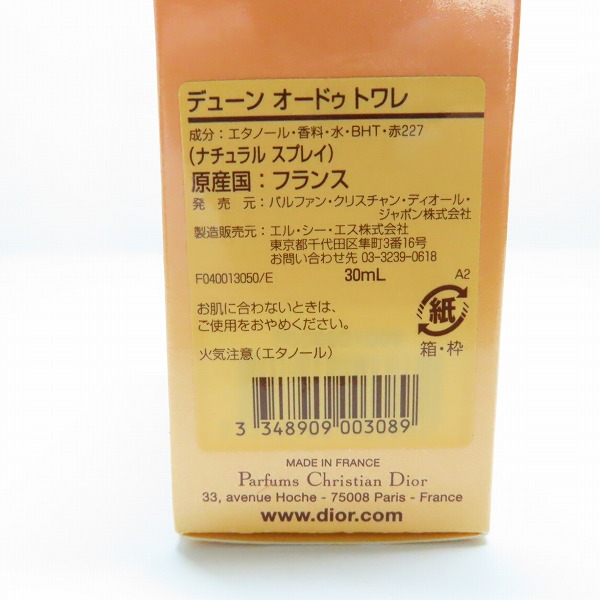 デューン オードゥ トワレ
成分：エタノール・香料・水・BHT・赤227
(ナチュラル スプレイ)
原産国：フランス
発 売 元：パルファン・クリスチャン・ディオール・
ジャポン株式会社
製造販売元：エル・シー・エス株式会社
東京都千代田区隼町3番16号
お問い合わせ先 03-3239-0618
F040013050/E 30mL A2
お肌に合わないときは、
ご使用をおやめください。
紙
箱・枠
火気注意（エタノール）
3 348909 003089
MADE IN FRANCE
Parfums Christian Dior
33, avenue Hoche - 75008 Paris - France
www.dior.com